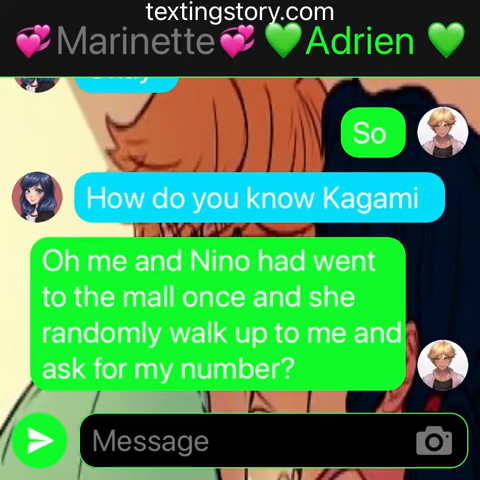 textingstory.com
💞Marinette💞 💚Adrien 💚
Okay
So
How do you know Kagami
Oh me and Nino had went
to the mall once and she
randomly walk up to me and
ask for my number?
Message